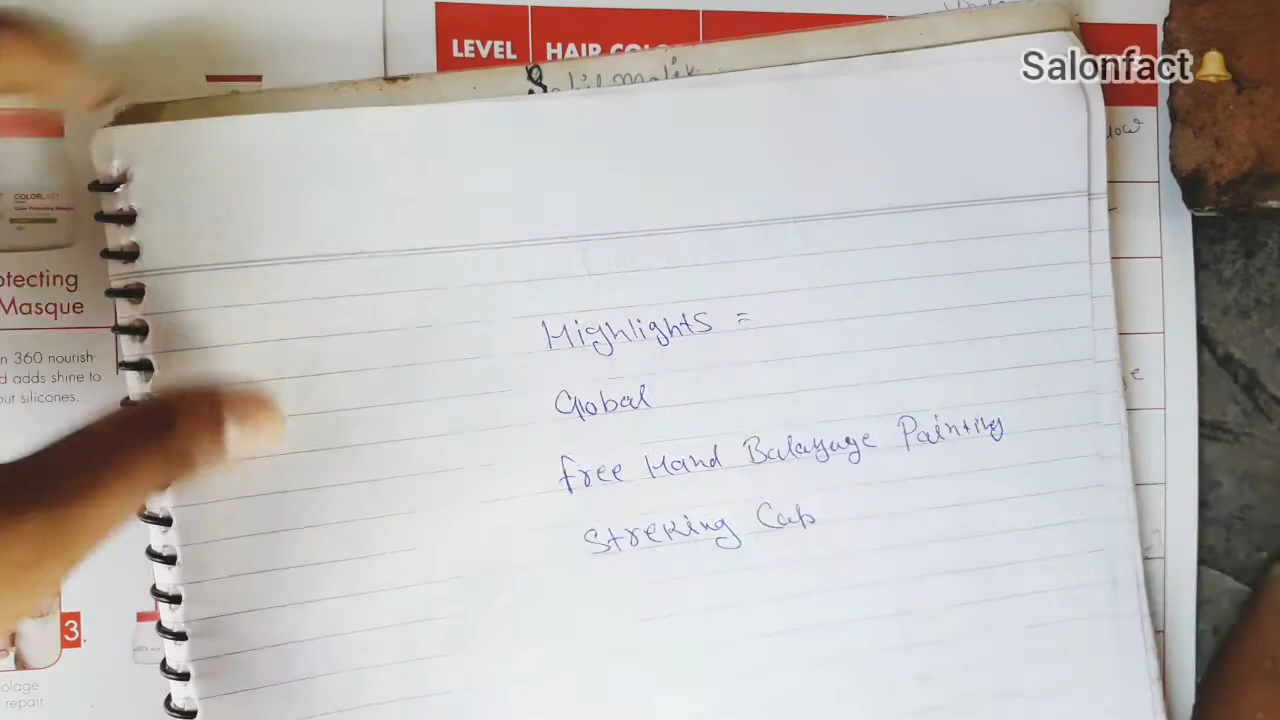 LEVEL HAIR
Salonfact🔔
COLOR
otecting
Masque
n 360 nourish-
d adds shine to
out silicones.
Highlights =
Global
Free Hand Balayage Painting
Streking Cap
3.
olage
repair